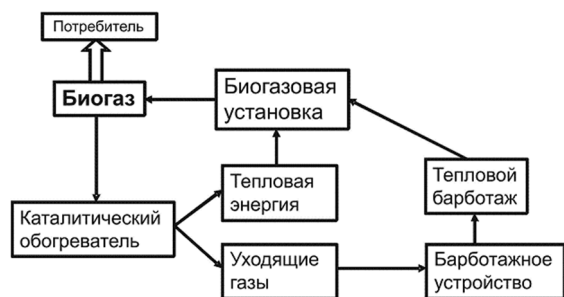 Потребитель
Биогаз
Биогазовая
установка
Каталитический
обогреватель
Тепловая
энергия
Тепловой
барботаж
Уходящие
газы
Барботажное
устройство